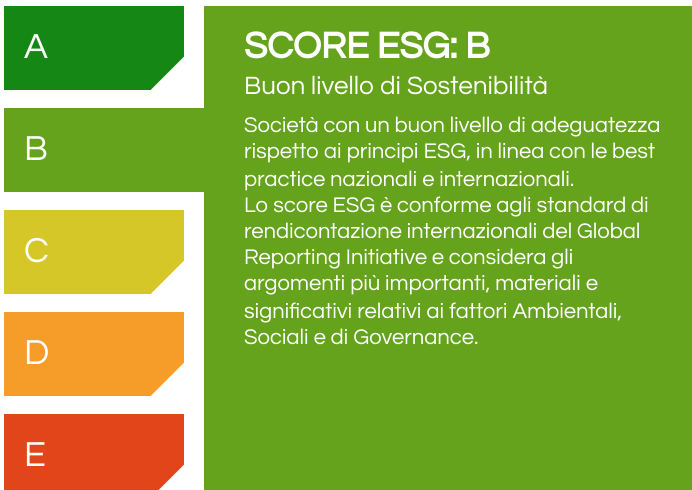 A
B
C
D
E
SCORE ESG: B
Buon livello di Sostenibilità
Società con un buon livello di adeguatezza
rispetto ai principi ESG, in linea con le best
practice nazionali e internazionali.
Lo score ESG è conforme agli standard di
rendicontazione internazionali del Global
Reporting Initiative e considera gli
argomenti più importanti, materiali e
significativi relativi ai fattori Ambientali,
Sociali e di Governance.